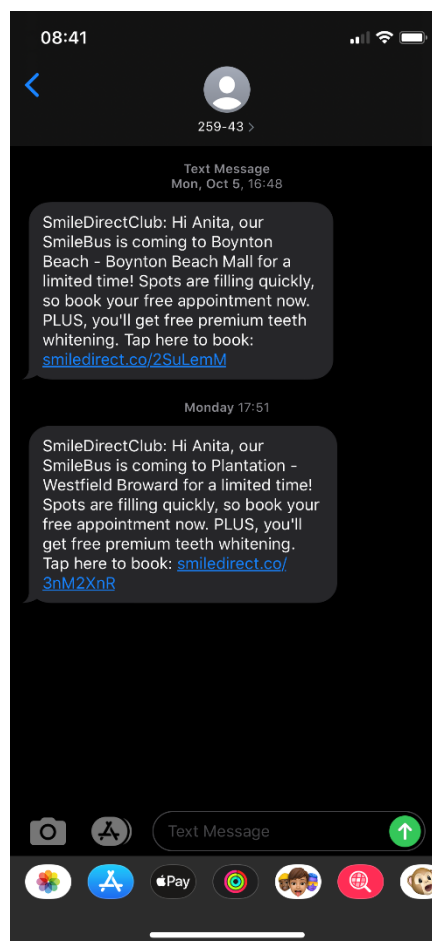 08:41
259-43 >
Text Message
Mon, Oct 5, 16:48
SmileDirectClub: Hi Anita, our
SmileBus is coming to Boynton
Beach - Boynton Beach Mall for a
limited time! Spots are filling quickly,
so book your free appointment now.
PLUS, you'll get free premium teeth
whitening. Tap here to book:
smiledirect.co/2SuLemM
Monday 17:51
SmileDirectClub: Hi Anita, our
SmileBus is coming to Plantation -
Westfield Broward for a limited time!
Spots are filling quickly, so book your
free appointment now. PLUS, you'll
get free premium teeth whitening.
Tap here to book: smiledirect.co/
3nM2XnR
Text Message
Pay